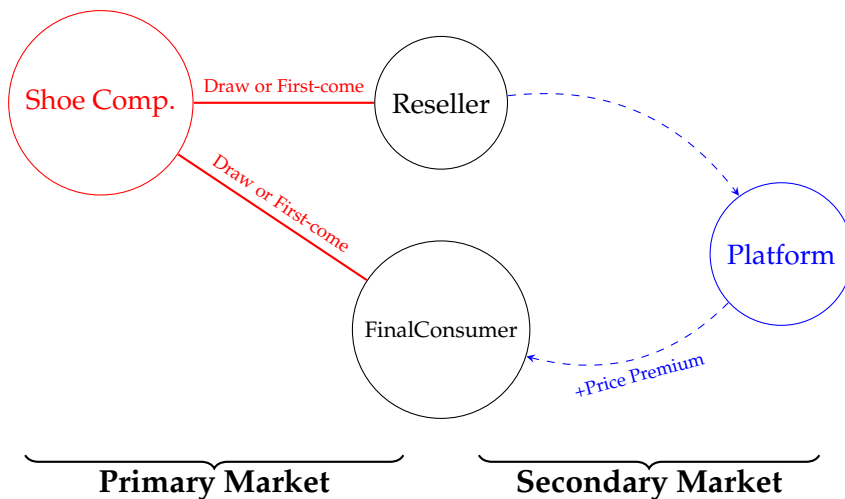 Shoe Comp.
Draw or First-come
Reseller
Draw or First-come
Platform
FinalConsumer
+Price Premium
Primary Market
Secondary Market